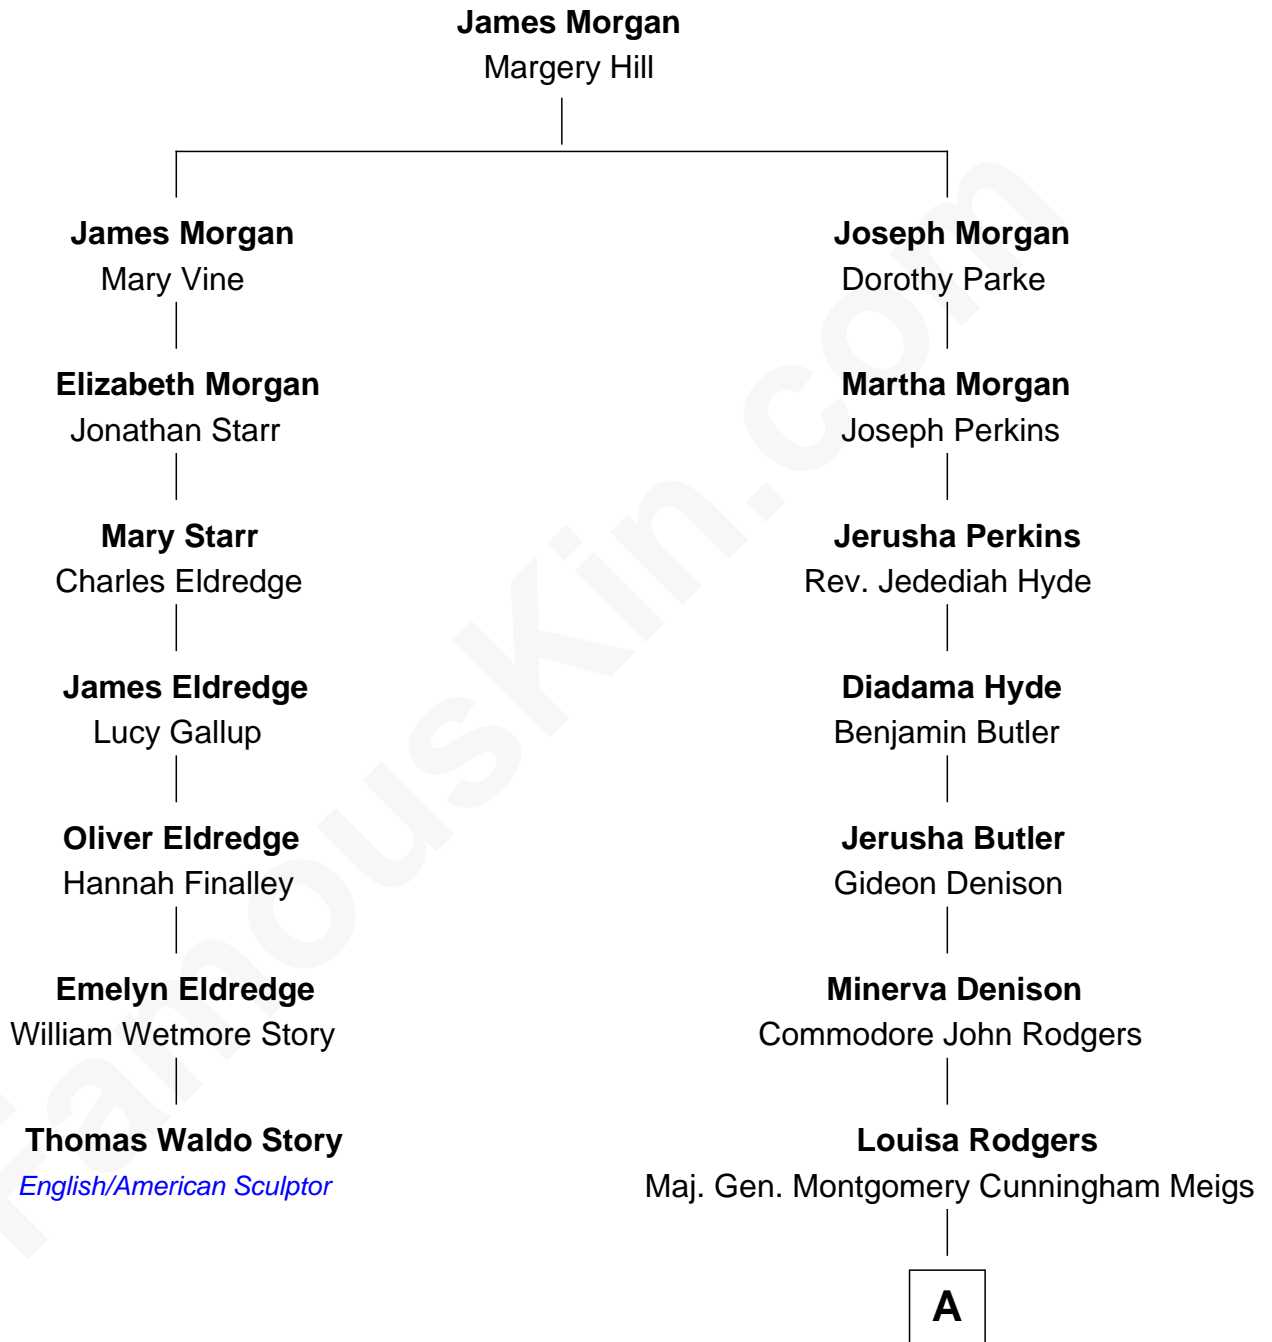 James Morgan
Margery Hill
James Morgan
Mary Vine
Elizabeth Morgan
Jonathan Starr
Mary Starr
Charles Eldredge
James Eldredge
Lucy Gallup
Oliver Eldredge
Hannah Finalley
Emelyn Eldredge
William Wetmore Story
Thomas Waldo Story
English/American Sculptor
Joseph Morgan
Dorothy Parke
Martha Morgan
Joseph Perkins
Jerusha Perkins
Rev. Jedediah Hyde
Diadama Hyde
Benjamin Butler
Jerusha Butler
Gideon Denison
Minerva Denison
Commodore John Rodgers
Louisa Rodgers
Maj. Gen. Montgomery Cunningham Meigs
A
FamousKin.com